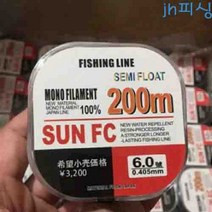 jh피싱
FISHING LINE
SEMI FLOAT
MONO FILAMENT
NEW MATERIAL
MONOFILAMENT
JAPAN LINE
100%
200m
SUN FC
NEW WATER REPELLENT
RESIN-PROCESSING
A STRONGER LONGER
-LASTING FISHING LINE
希望小売価格
¥3,200
6.0號
0.405mm